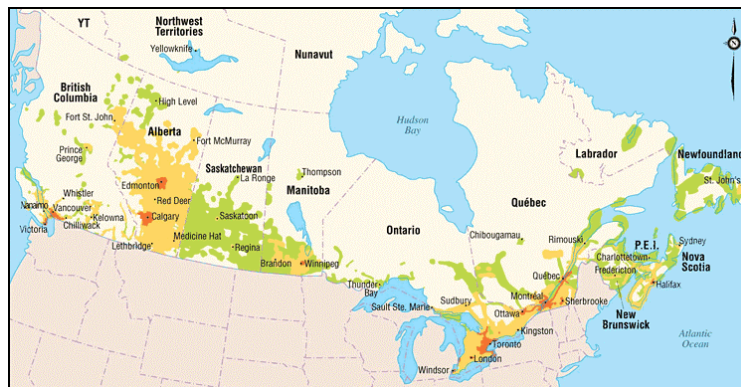 YT
Northwest
Territories
Yellowknife
Nunavut
British
Columbia
High Level
Fort St. John
Alberta
Fort McMurray
Hudson
Bay
Prince
George
Saskatchewan
La Ronge
Thompson
Manitoba
Labrador
Newfoundland
St. John's
Edmonton
Whistler
Red Deer
Nanaimo
Vancouver
Kelowna
Calgary
Saskatoon
Québec
Ontario
Chibougamau
Rimouski
P.E.I.
Sydney
Victoria
Chilliwack
Medicine Hat
Lethbridge
Regina
Charlottetown
Nova
Scotia
Fredericton
Brandon
Winnipeg
Thunder
Bay
Sudbury
Québec
Montréal
Halifax
Sault Ste. Marie
Ottawa
Sherbrooke
New
Brunswick
Kingston
Toronto
Atlantic
Ocean
London
Windsor